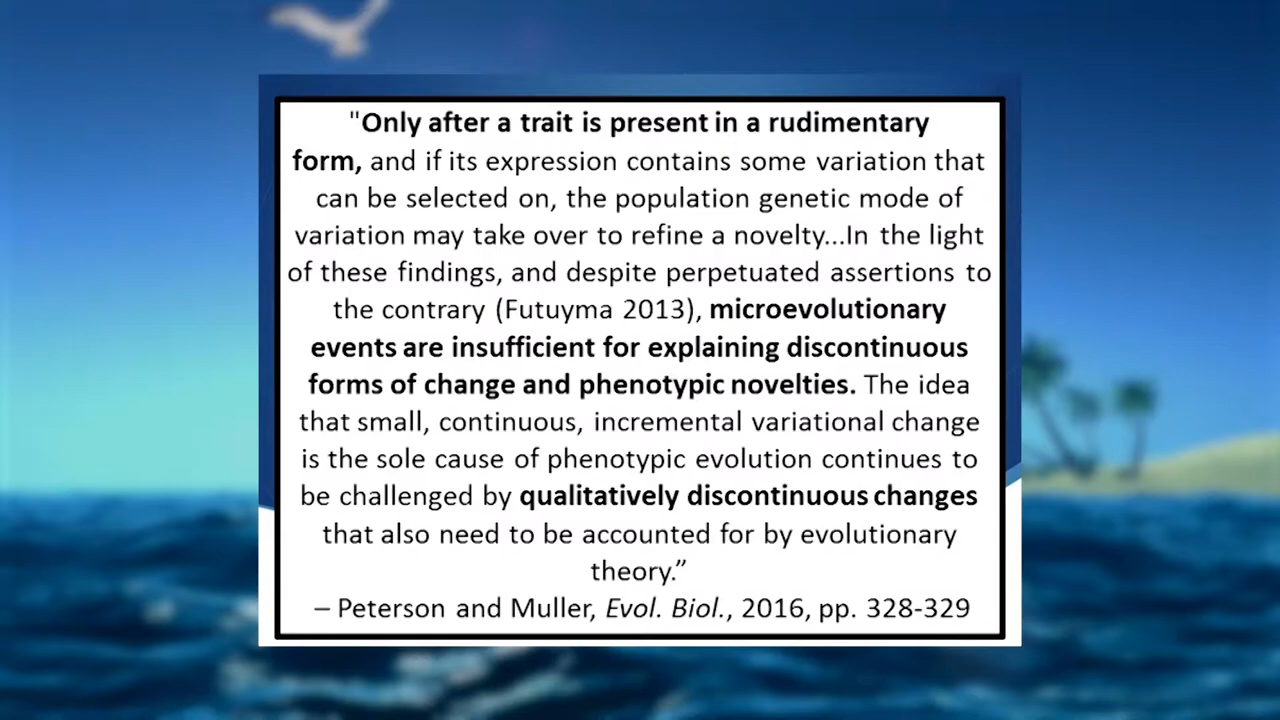 "Only after a trait is present in a rudimentary
form, and if its expression contains some variation that
can be selected on, the population genetic mode of
variation may take over to refine a novelty...In the light
of these findings, and despite perpetuated assertions to
the contrary (Futuyma 2013), microevolutionary
events are insufficient for explaining discontinuous
forms of change and phenotypic novelties. The idea
that small, continuous, incremental variational change
is the sole cause of phenotypic evolution continues to
be challenged by qualitatively discontinuous changes
that also need to be accounted for by evolutionary
theory.”
– Peterson and Muller, Evol. Biol., 2016, pp. 328-329